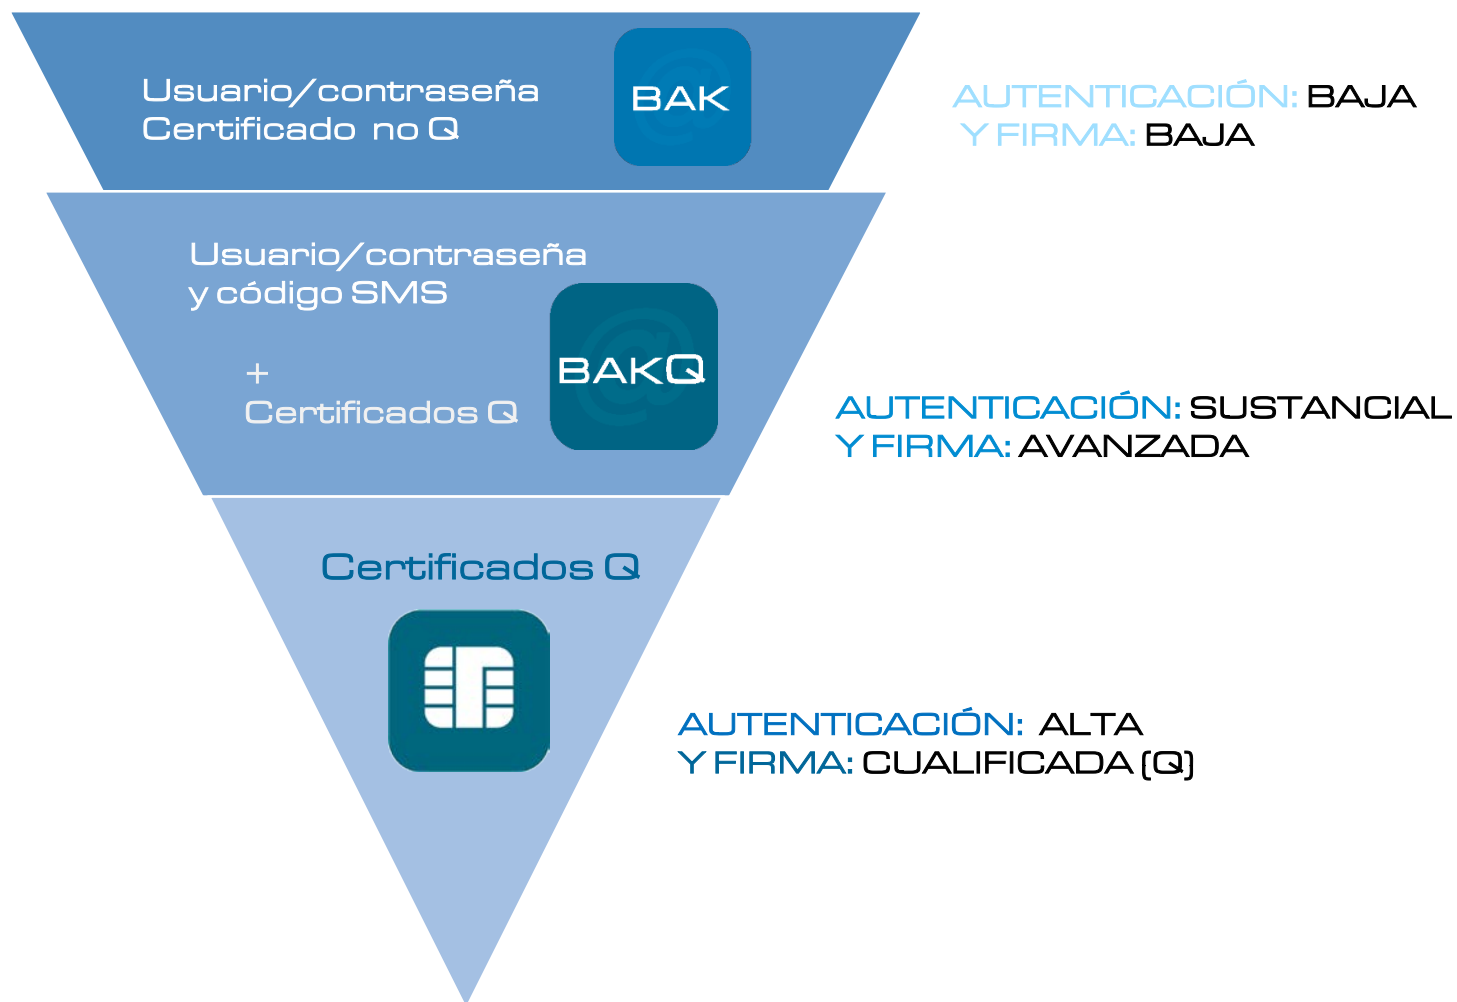 Usuario/contraseña
Certificado no Q
BAK
AUTENTICACIÓN: BAJA
Y FIRMA: BAJA
Usuario/contraseña
y código SMS
+
Certificados Q
BAKQ
AUTENTICACIÓN: SUSTANCIAL
Y FIRMA: AVANZADA
Certificados Q
AUTENTICACIÓN: ALTA
Y FIRMA: CUALIFICADA (Q)